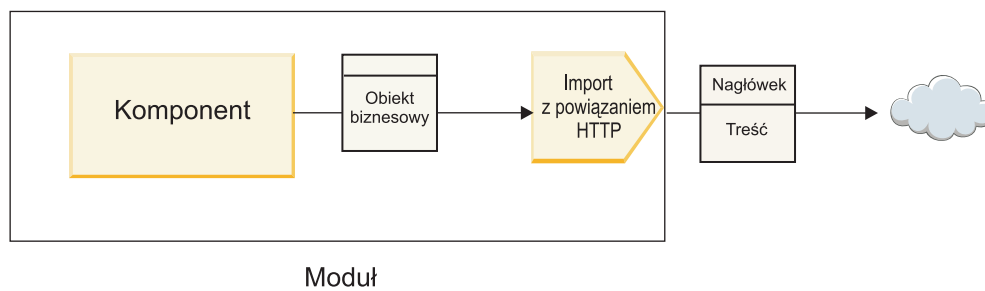 Komponent
Obiekt
biznesowy
Import
z powiązaniem
HTTP
Nagłówek
Treść
Moduł